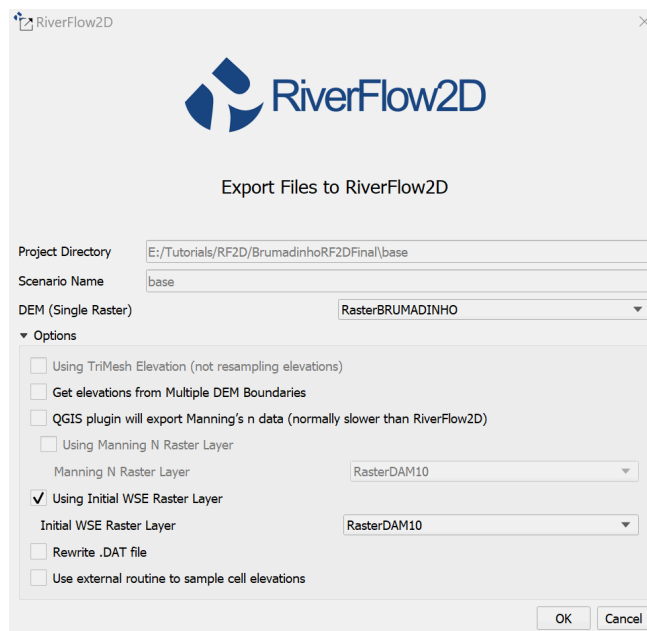 RiverFlow2D
RiverFlow2D
Export Files to RiverFlow2D
Project Directory E:/Tutorials/RF2D/BrumadinhoRF2DFinal\base
Scenario Name base
DEM (Single Raster) RasterBRUMADINHO
Options
Using TriMesh Elevation (not resampling elevations)
Get elevations from Multiple DEM Boundaries
QGIS plugin will export Manning's n data (normally slower than RiverFlow2D)
Using Manning N Raster Layer
Manning N Raster Layer RasterDAM10
Using Initial WSE Raster Layer
Initial WSE Raster Layer RasterDAM10
Rewrite .DAT file
Use external routine to sample cell elevations
OK Cancel